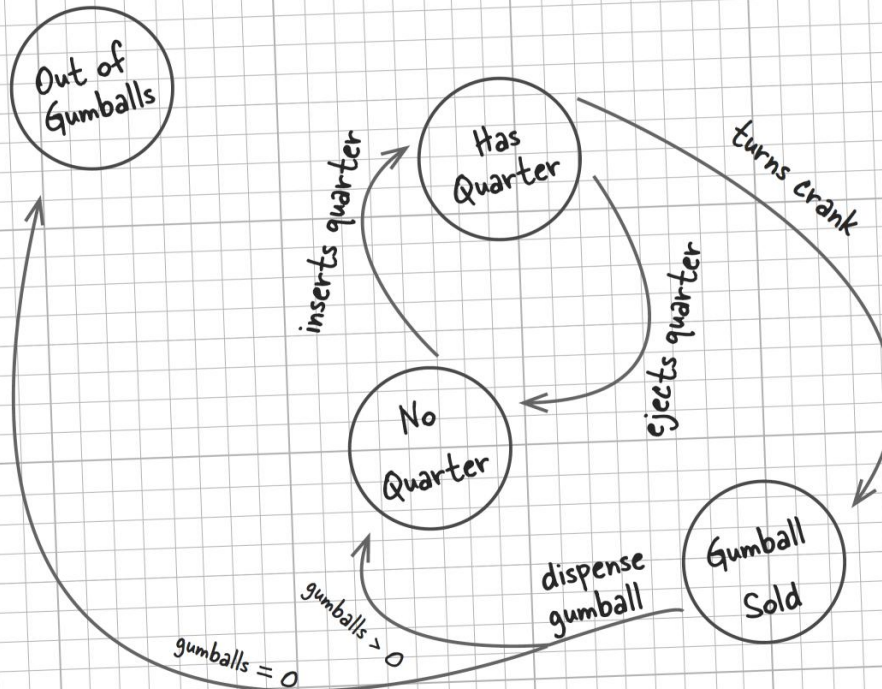 Out of
Gumballs
Has
Quarter
turns crank
inserts quarter
ejects quarter
No
Quarter
Gumball
Sold
dispense
gumball
gumballs > 0
gumballs = 0